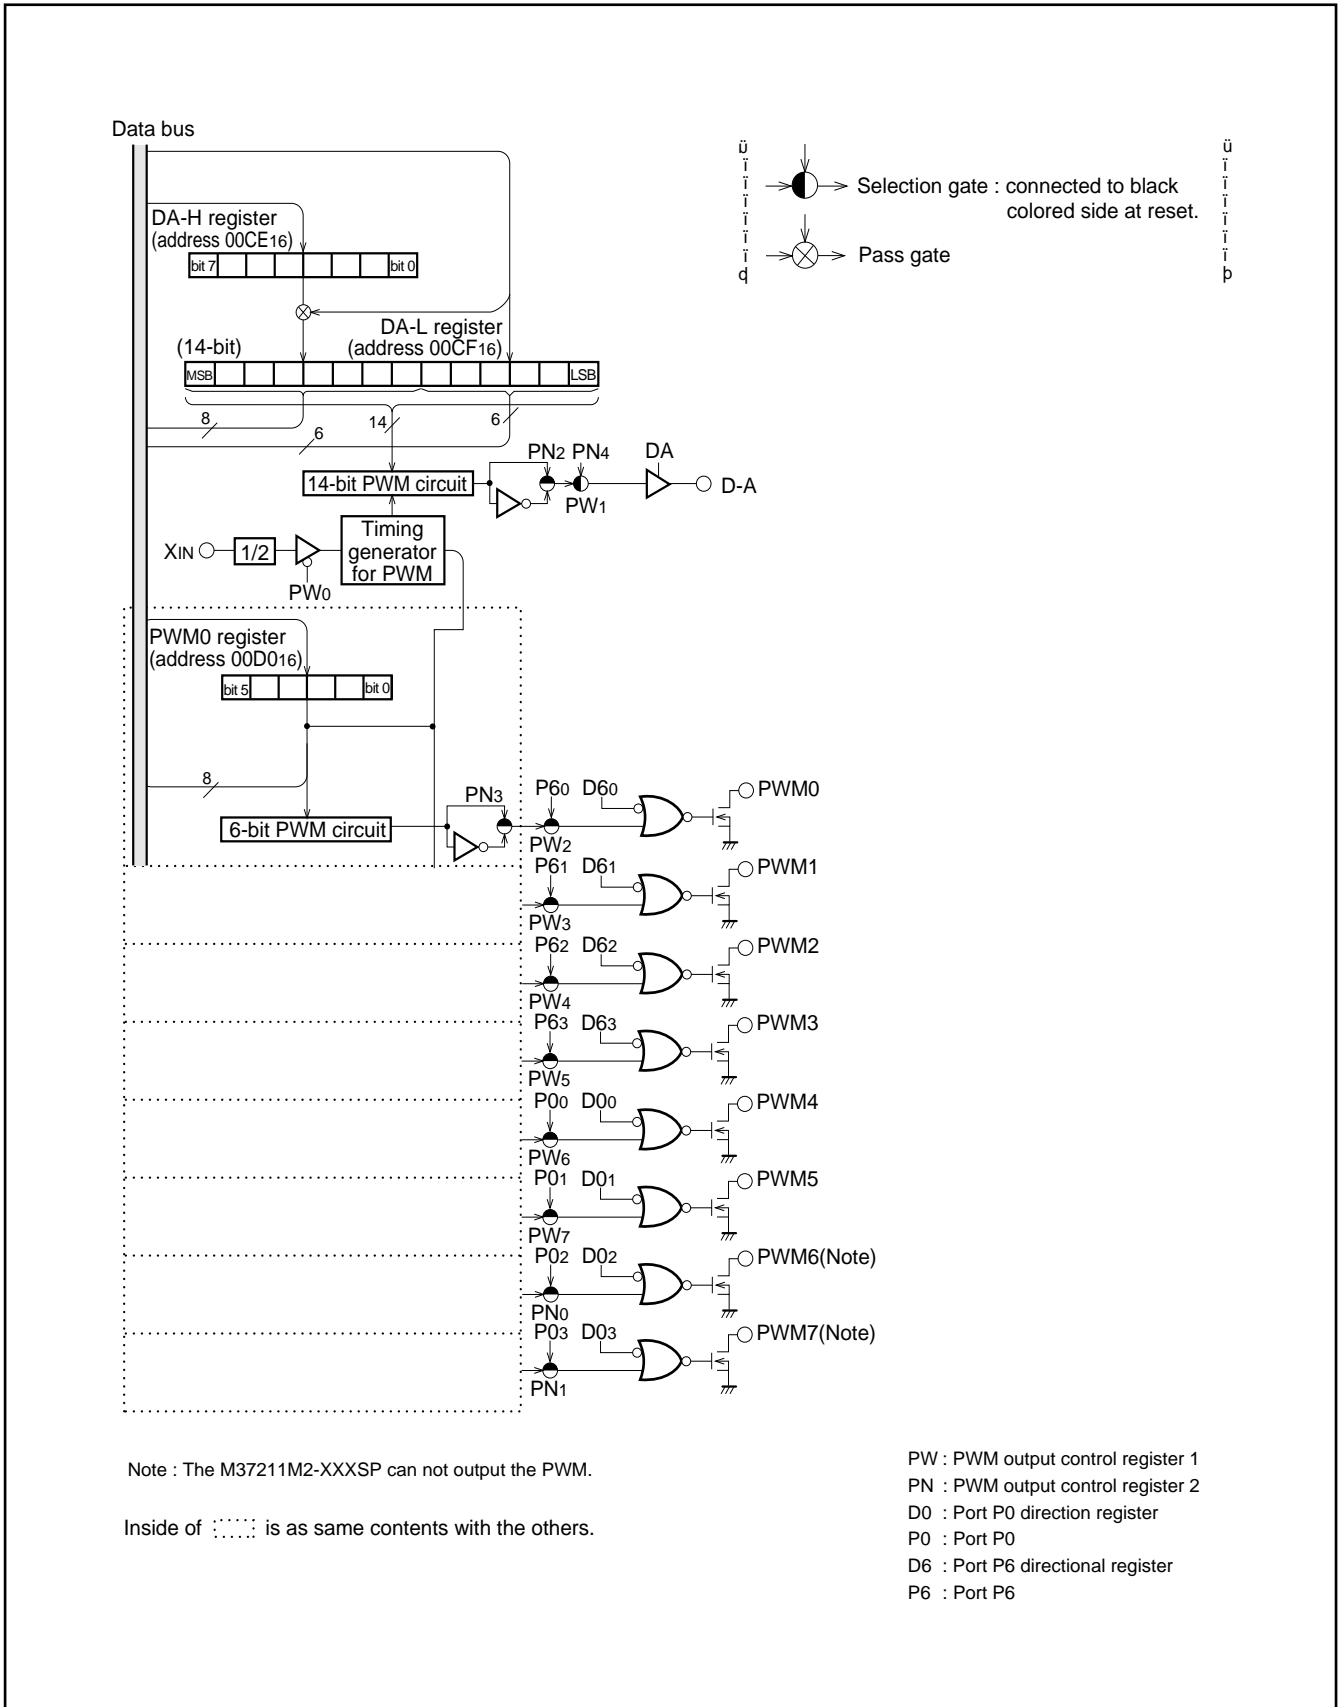 Data bus
DA-H register
(address 00CE16)
bit 7
bit 0
DA-L register
(14-bit)
(address 00CF16)
MSB
LSB
8
14
6
6
PN2 PN4
DA
14-bit PWM circuit
D-A
PW1
XIN
1/2
Timing
generator
for PWM
PW0
ü
ï
ï
ï
ï
ï
ï
þ
Selection gate : connected to black
colored side at reset.
Pass gate
PWM0 register
(address 00D016)
bit 5
bit 0
8
PN3
6-bit PWM circuit
P60 D60
PWM0
PW2
P61 D61
PWM1
PW3
P62 D62
PWM2
PW4
P63 D63
PWM3
PW5
P00 D00
PWM4
PW6
P01 D01
PWM5
PW7
P02 D02
PWM6(Note)
PN0
P03 D03
PWM7(Note)
PN1
Note : The M37211M2-XXXSP can not output the PWM.
Inside of is as same contents with the others.
PW : PWM output control register 1
PN : PWM output control register 2
D0 : Port P0 direction register
P0 : Port P0
D6 : Port P6 directional register
P6 : Port P6